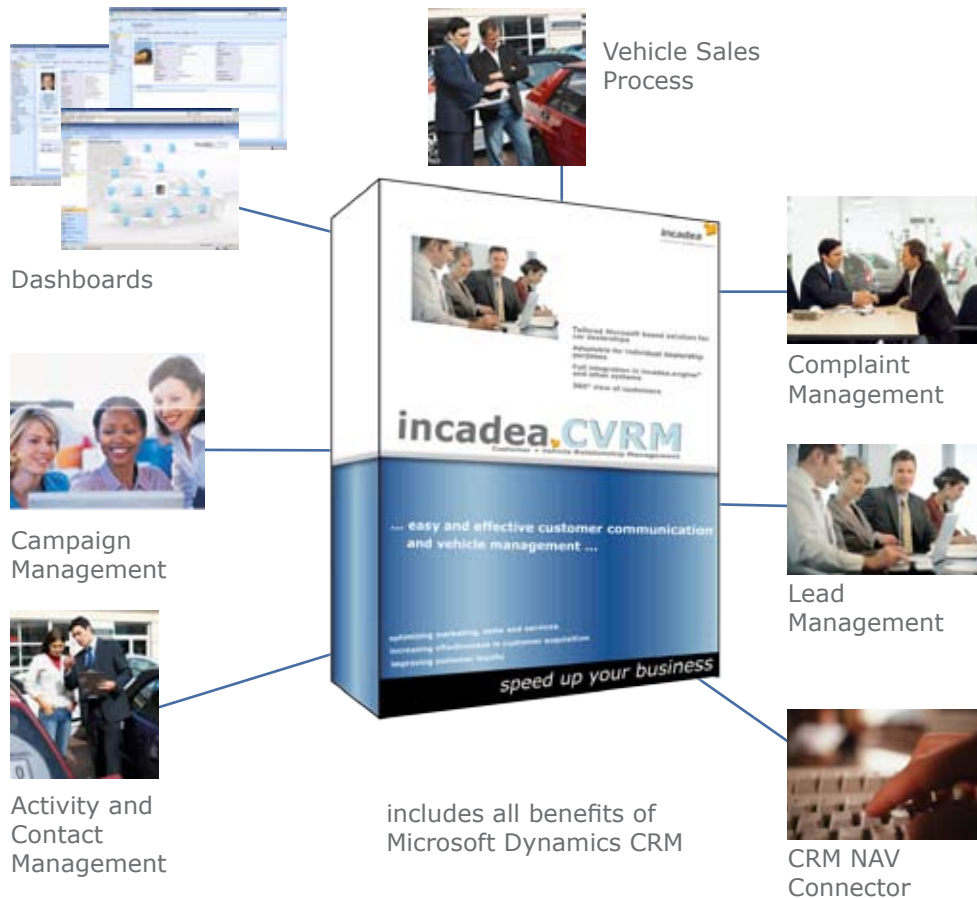 Vehicle Sales
Process
Dashboards
Complaint
Management
Campaign
Management
Lead
Management
Activity and
Contact
Management
CRM NAV
Connector
includes all benefits of
Microsoft Dynamics CRM
incadea
Tailored Microsoft based solution for
car dealerships
Adaptable for individual dealership
purposes
Full integration in incadea.engine®
and other systems
360° view of customers
incadea.CVRM
Customer + Vehicle Relationship Management
... easy and effective customer communication
and vehicle management ...
optimizing marketing, sales and services
increasing effectiveness in customer acquisition
improving customer loyalty
speed up your business